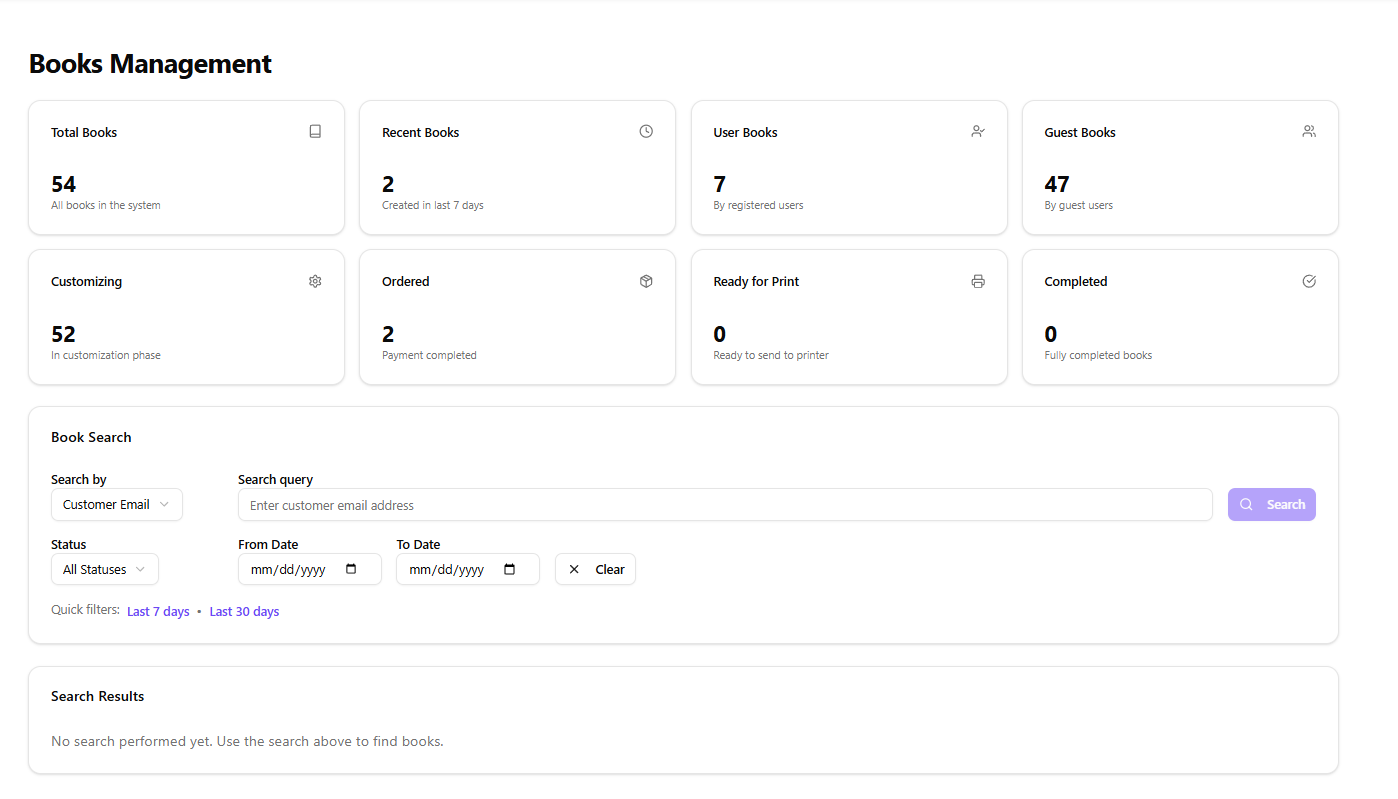 Books Management
Total Books
54
All books in the system
Recent Books
2
Created in last 7 days
User Books
7
By registered users
Guest Books
47
By guest users
Customizing
52
In customization phase
Ordered
2
Payment completed
Ready for Print
0
Ready to send to printer
Completed
0
Fully completed books
Book Search
Search by
Customer Email
Search query
Enter customer email address
Search
Status
All Statuses
From Date
mm/dd/yyyy
To Date
mm/dd/yyyy
Clear
Quick filters: Last 7 days • Last 30 days
Search Results
No search performed yet. Use the search above to find books.